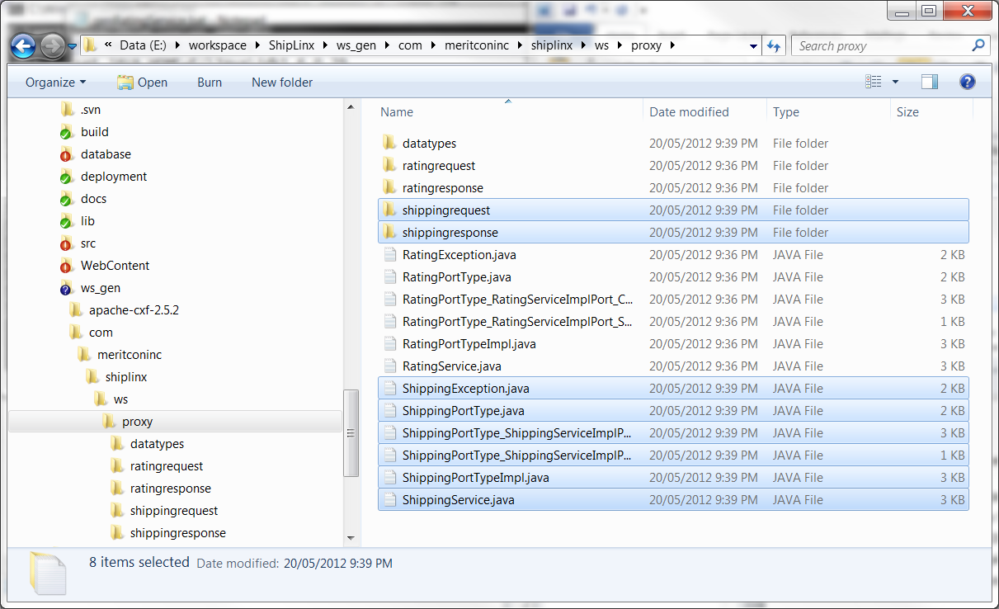 « Data (E:) ▸ workspace ▸ ShipLinx ▸ ws_gen ▸ com ▸ meritconinc ▸ shiplinx ▸ ws ▸ proxy ▸ Search proxy
Organize Open Burn New folder
.svn
build
database
deployment
docs
lib
src
WebContent
ws_gen
apache-cxf-2.5.2
com
meritconinc
shiplinx
ws
proxy
datatypes
ratingrequest
ratingresponse
shippingrequest
shippingresponse
Name Date modified Type Size
datatypes 20/05/2012 9:39 PM File folder
ratingrequest 20/05/2012 9:36 PM File folder
ratingresponse 20/05/2012 9:36 PM File folder
shippingrequest 20/05/2012 9:39 PM File folder
shippingresponse 20/05/2012 9:39 PM File folder
RatingException.java 20/05/2012 9:36 PM JAVA File 2 KB
RatingPortType.java 20/05/2012 9:36 PM JAVA File 2 KB
RatingPortType_RatingServiceImplPort_C... 20/05/2012 9:36 PM JAVA File 3 KB
RatingPortType_RatingServiceImplPort_S... 20/05/2012 9:36 PM JAVA File 1 KB
RatingPortTypeImpl.java 20/05/2012 9:36 PM JAVA File 3 KB
RatingService.java 20/05/2012 9:36 PM JAVA File 3 KB
ShippingException.java 20/05/2012 9:39 PM JAVA File 2 KB
ShippingPortType.java 20/05/2012 9:39 PM JAVA File 2 KB
ShippingPortType_ShippingServiceImplP... 20/05/2012 9:39 PM JAVA File 3 KB
ShippingPortType_ShippingServiceImplP... 20/05/2012 9:39 PM JAVA File 1 KB
ShippingPortTypeImpl.java 20/05/2012 9:39 PM JAVA File 3 KB
ShippingService.java 20/05/2012 9:39 PM JAVA File 3 KB
8 items selected Date modified: 20/05/2012 9:39 PM